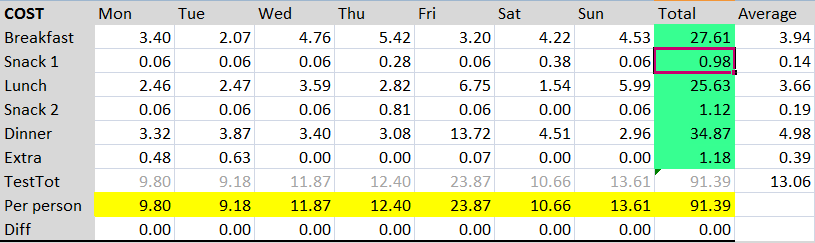 COST Mon Tue Wed Thu Fri Sat Sun Total Average
Breakfast 3.40 2.07 4.76 5.42 3.20 4.22 4.53 27.61 3.94
Snack 1 0.06 0.06 0.06 0.28 0.06 0.38 0.06 0.98 0.14
Lunch 2.46 2.47 3.59 2.82 6.75 1.54 5.99 25.63 3.66
Snack 2 0.06 0.06 0.06 0.81 0.06 0.00 0.06 1.12 0.19
Dinner 3.32 3.87 3.40 3.08 13.72 4.51 2.96 34.87 4.98
Extra 0.48 0.63 0.00 0.00 0.07 0.00 0.00 1.18 0.39
TestTot 9.80 9.18 11.87 12.40 23.87 10.66 13.61 91.39 13.06
Per person 9.80 9.18 11.87 12.40 23.87 10.66 13.61 91.39
Diff 0.00 0.00 0.00 0.00 0.00 0.00 0.00 0.00